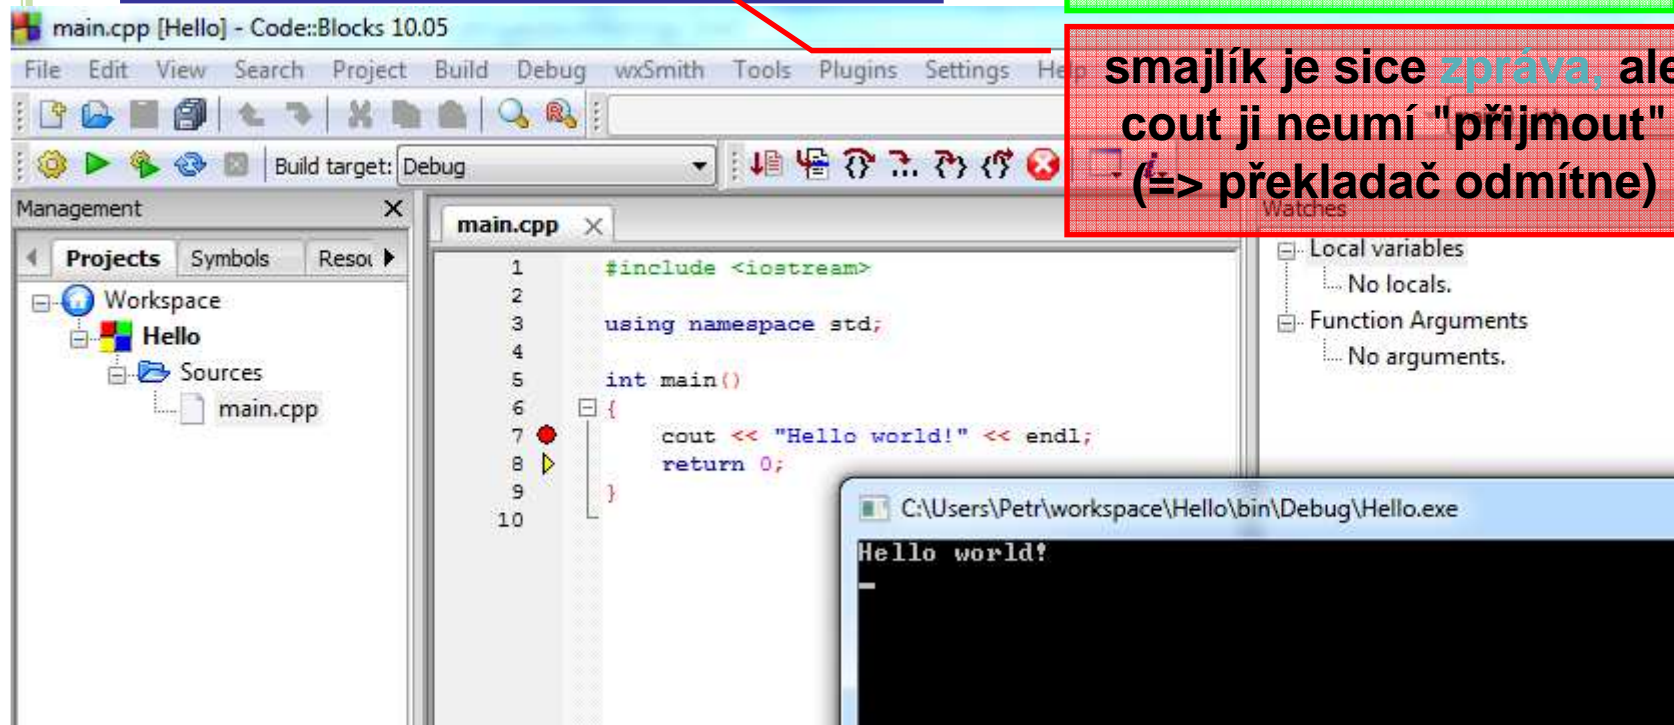 main.cpp [Hello] - Code::Blocks 10.05
File Edit View Search Project Build Debug wxSmith Tools Plugins Settings Help
smajlík je sice zpráva, ale
cout ji neumí "přijmout"
(=> překladač odmítne)
Build target: Debug
Management
Projects Symbols Resou
Workspace
Hello
Sources
main.cpp
main.cpp
1 #include <iostream>
2
3 using namespace std;
4
5 int main()
6 {
7 cout << "Hello world!" << endl;
8 return 0;
9 }
10
Watches
Local variables
No locals.
Function Arguments
No arguments.
C:\Users\Petr\workspace\Hello\bin\Debug\Hello.exe
Hello world!